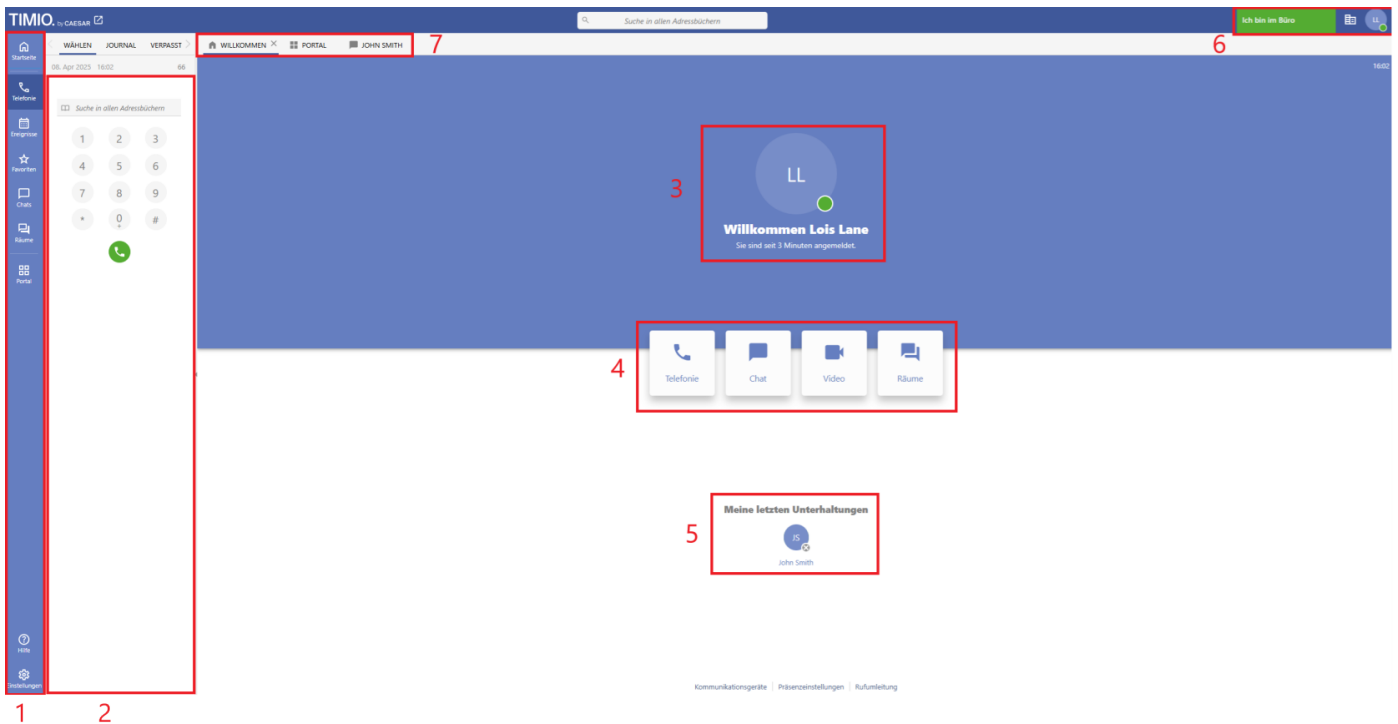 TIMIO. by CAESAR
Suche in allen Adressbüchern
Ich bin im Büro
LL
6
Startseite
WÄHLEN JOURNAL VERPASST
WILLKOMMEN PORTAL JOHN SMITH
7
08. Apr 2025 16:02 66
16:02
Telefonie
Ereignisse
Favoriten
Chats
Räume
Portal
Suche in allen Adressbüchern
1 2 3
4 5 6
7 8 9
* 0 #
+
3
LL
Willkommen Lois Lane
Sie sind seit 3 Minuten angemeldet.
4
Telefonie Chat Video Räume
5
Meine letzten Unterhaltungen
JS
John Smith
Hilfe
Einstellungen
Kommunikationsgeräte | Präsenzeinstellungen | Rufumleitung
1 2